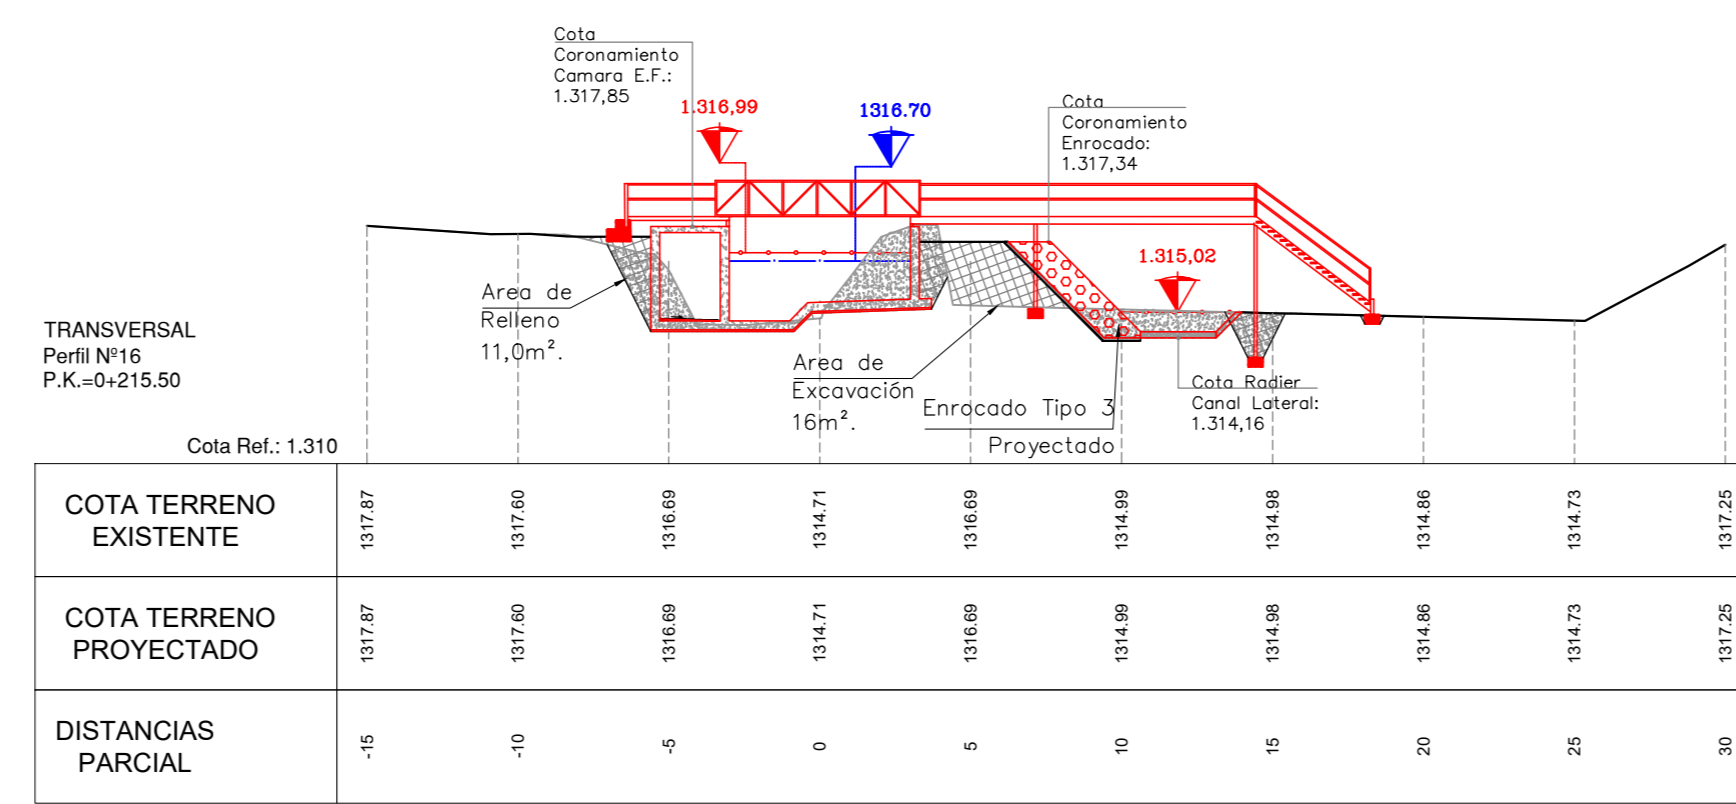 Cota
Coronamiento
Camara E.F.:
1.317,85
1.316,99
1316.70
Cota
Coronamiento
Enrocado:
1.317,34
1.315,02
Area de
Relleno
11,0m².
TRANSVERSAL
Perfil Nº16
P.K.=0+215.50
Area de
Excavación
16m².
Enrocado Tipo 3
Proyectado
Cota Radier
Canal Lateral:
1.314,16
Cota Ref.: 1.310
COTA TERRENO
EXISTENTE
1317.87 1317.60 1316.69 1314.71 1316.69 1314.99 1314.98 1314.86 1314.73 1317.25
COTA TERRENO
PROYECTADO
1317.87 1317.60 1316.69 1314.71 1316.69 1314.99 1314.98 1314.86 1314.73 1317.25
DISTANCIAS
PARCIAL
-15 -10 -5 0 5 10 15 20 25 30